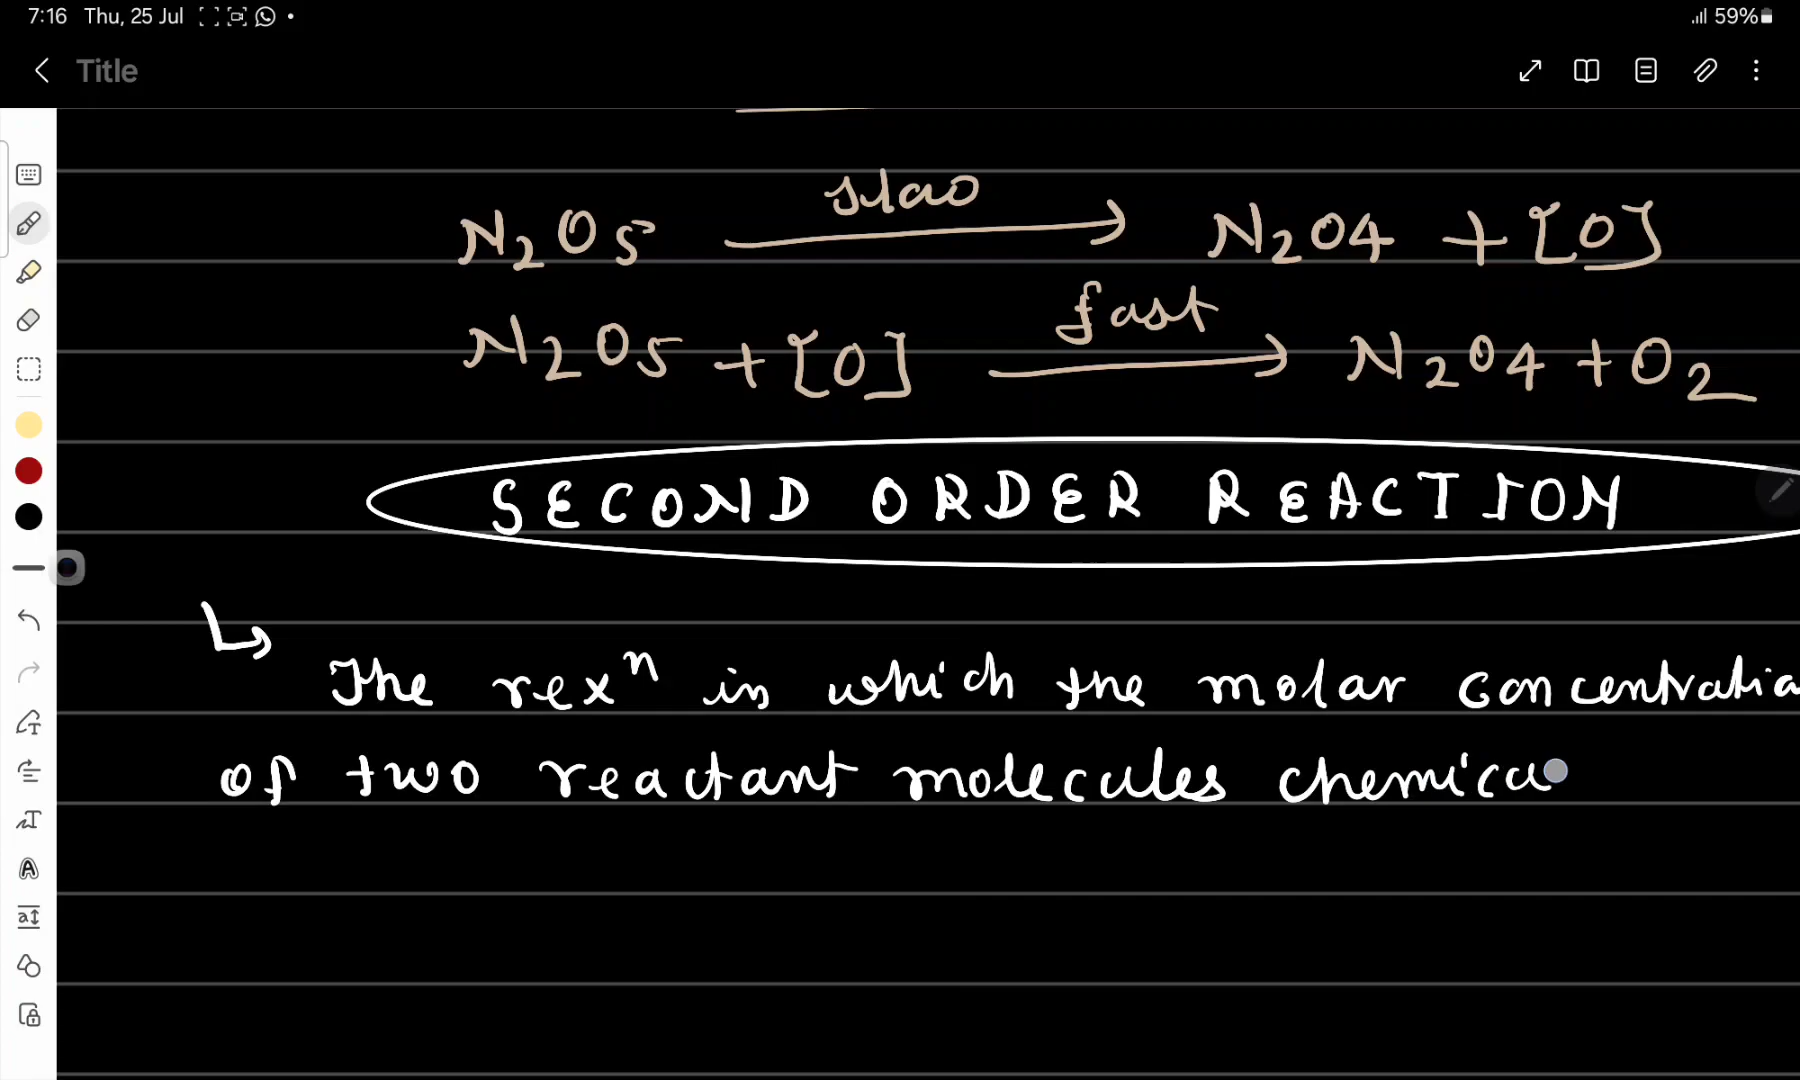 7:16 Thu, 25 Jul 59%
Title
slow
N₂O₅ → N₂O₄ + [O]
fast
N₂O₅ + [O] → N₂O₄ + O₂
SECOND ORDER REACTION
↳ The rexⁿ in which the molar concentratio
of two reactant molecules chemica